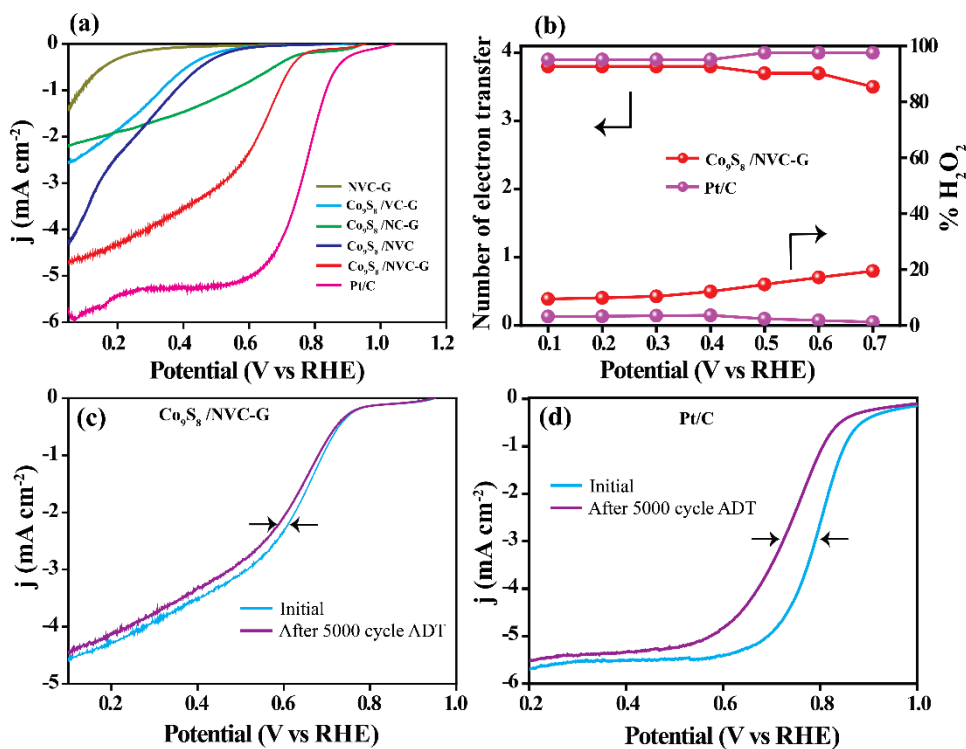 (a)
0
-1
-2
-3
-4
-5
-6
j (mA cm⁻²)
NVC-G
Co₉S₈ /VC-G
Co₉S₈ /NC-G
Co₉S₈ /NVC
Co₉S₈ /NVC-G
Pt/C
0.2 0.4 0.6 0.8 1.0 1.2
Potential (V vs RHE)
(b)
4
3
2
1
0
Number of electron transfer
Co₉S₈ /NVC-G
Pt/C
100
80
60
40
20
0
% H₂O₂
0.1 0.2 0.3 0.4 0.5 0.6 0.7
Potential (V vs RHE)
(c)
Co₉S₈ /NVC-G
0
-1
-2
-3
-4
-5
j (mA cm⁻²)
Initial
After 5000 cycle ADT
0.2 0.4 0.6 0.8 1.0
Potential (V vs RHE)
(d)
Pt/C
0
-1
-2
-3
-4
-5
-6
j (mA cm⁻²)
Initial
After 5000 cycle ADT
0.2 0.4 0.6 0.8 1.0
Potential (V vs RHE)